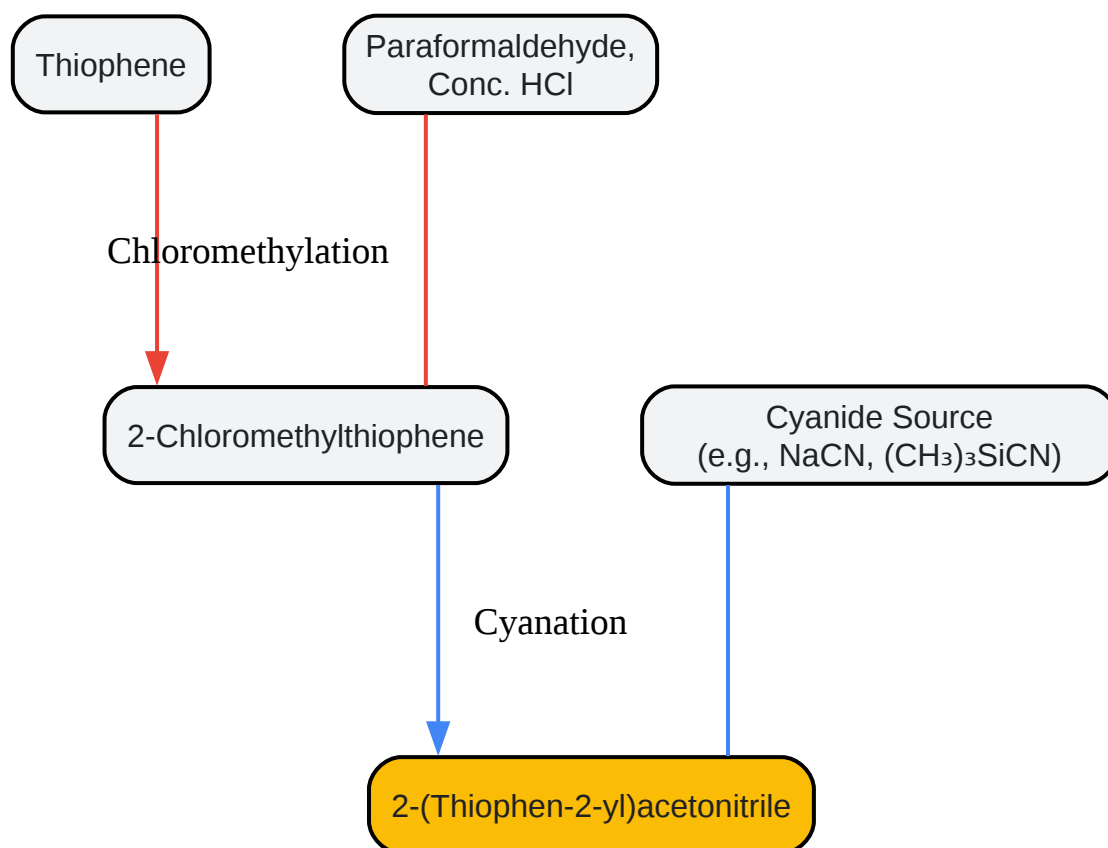 Thiophene
Paraformaldehyde,
Conc. HCl
Chloromethylation
2-Chloromethylthiophene
Cyanide Source
(e.g., NaCN, (CH₃)₃SiCN)
Cyanation
2-(Thiophen-2-yl)acetonitrile